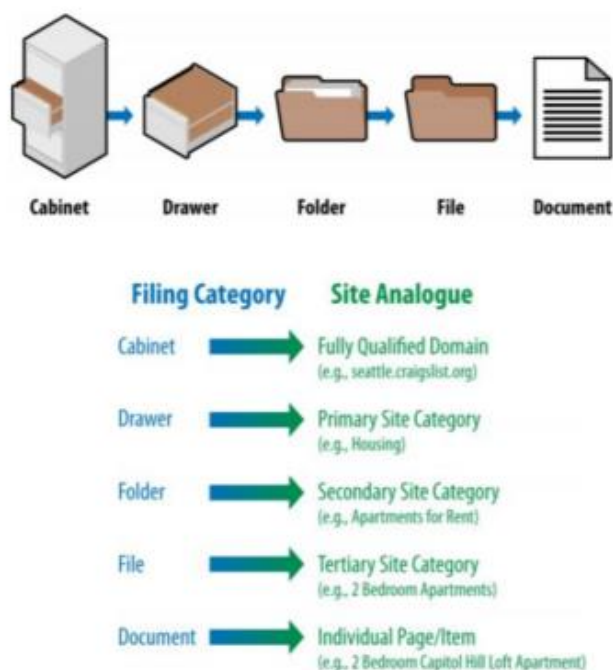 Cabinet Drawer Folder File Document
Filing Category Site Analogue
Cabinet Fully Qualified Domain
(e.g., seattle.craigslist.org)
Drawer Primary Site Category
(e.g., Housing)
Folder Secondary Site Category
(e.g., Apartments for Rent)
File Tertiary Site Category
(e.g., 2 Bedroom Apartments)
Document Individual Page/Item
(e.g., 2 Bedroom Capitol Hill Loft Apartment)